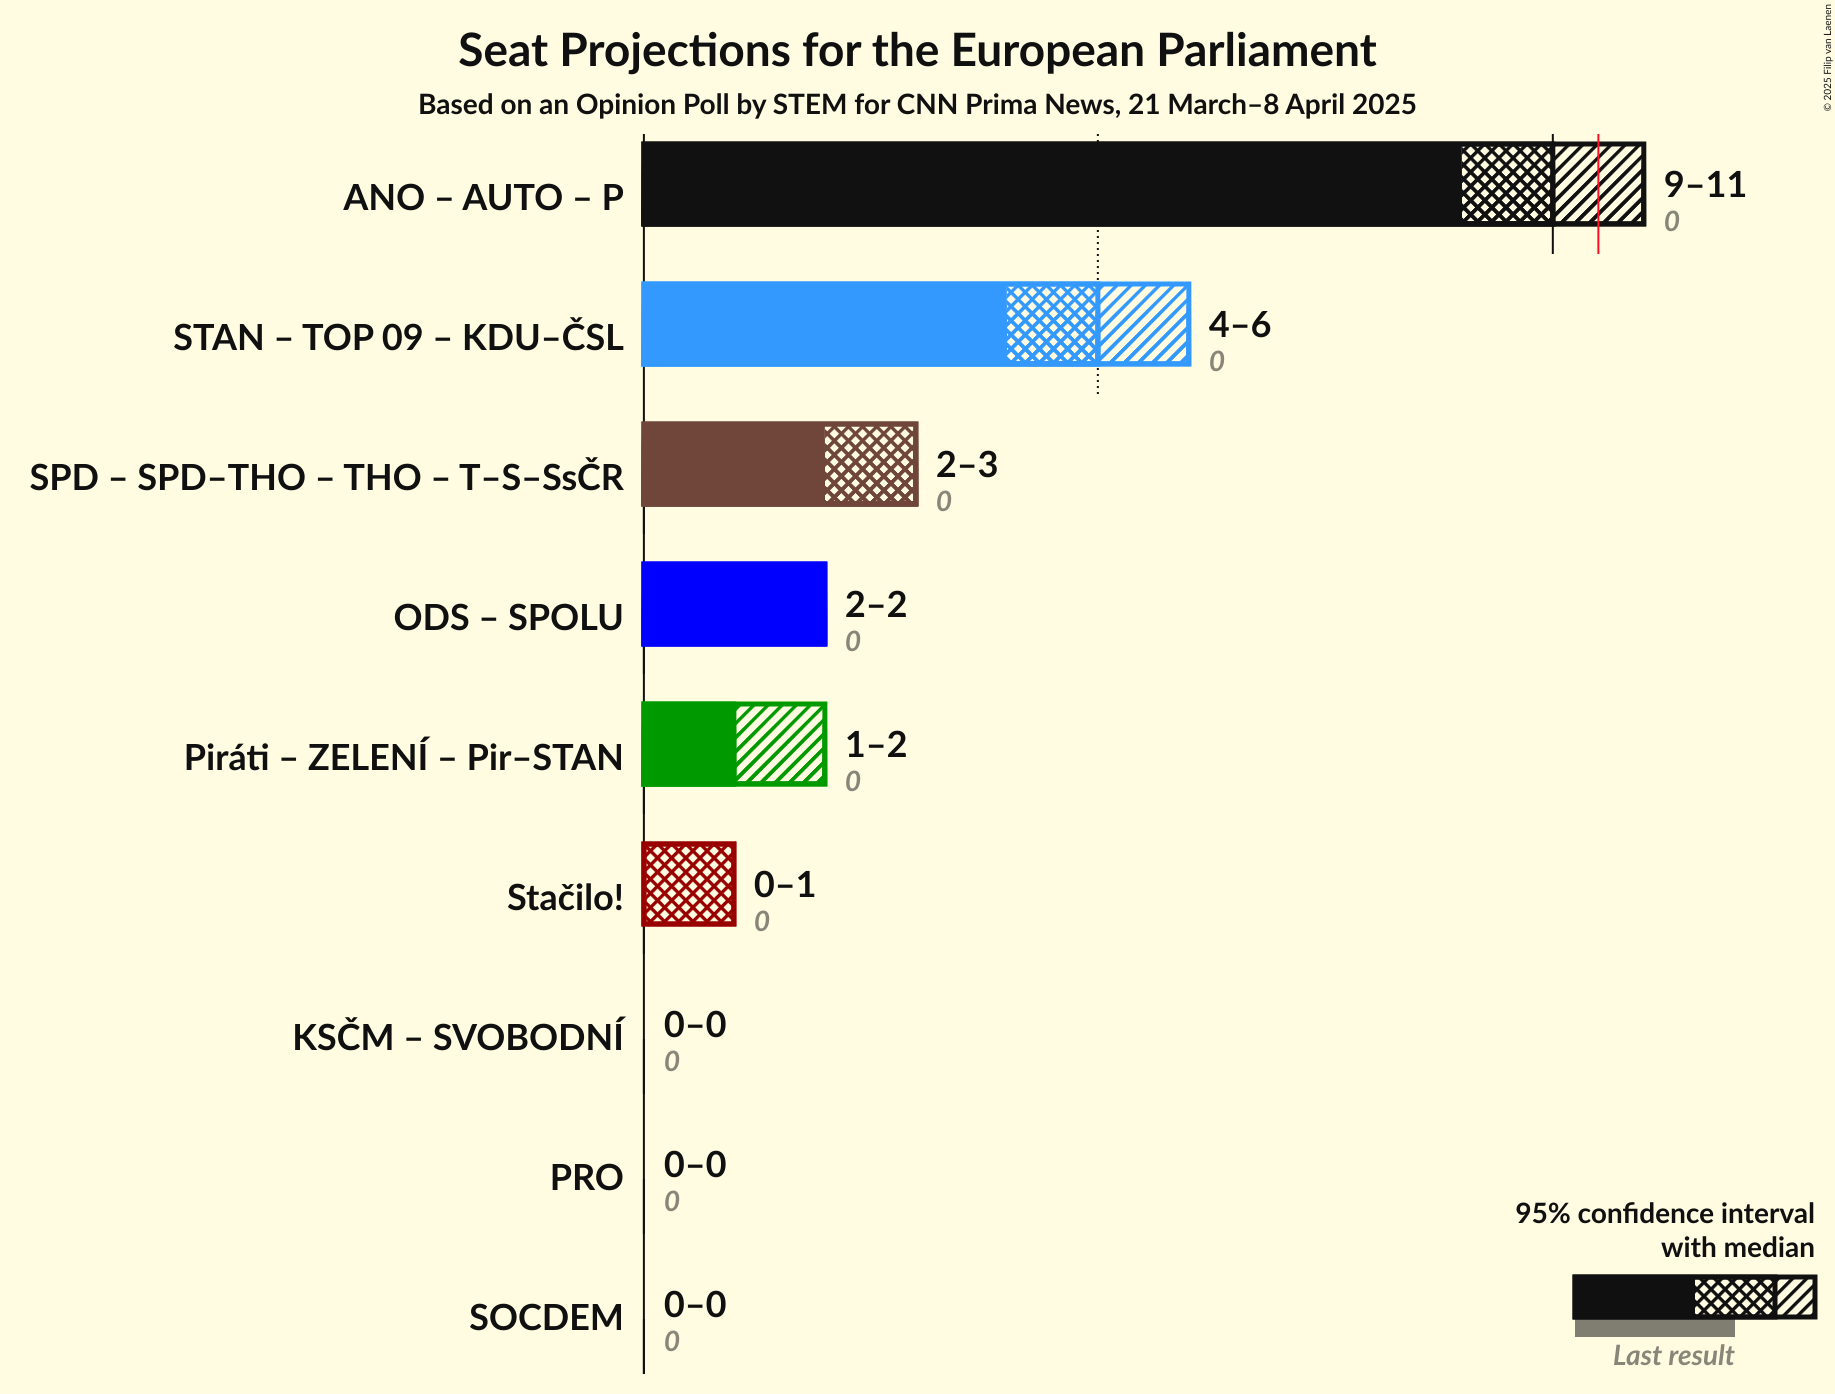 Seat Projections for the European Parliament
Based on an Opinion Poll by STEM for CNN Prima News, 21 March–8 April 2025
© 2025 Filip van Laenen
ANO – AUTO – P
9–11
0
STAN – TOP 09 – KDU–ČSL
4–6
0
SPD – SPD–THO – THO – T–S–SsČR
2–3
0
ODS – SPOLU
2–2
0
Piráti – ZELENÍ – Pir–STAN
1–2
0
Stačilo!
0–1
0
KSČM – SVOBODNÍ
0–0
0
PRO
0–0
0
SOCDEM
0–0
0
95% confidence interval
with median
Last result